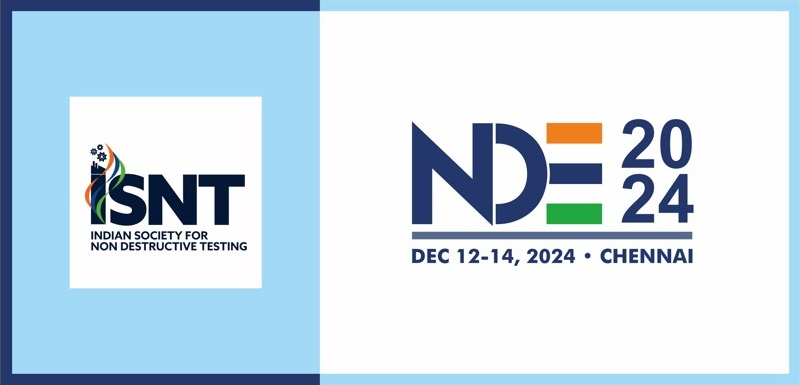 iSNT
INDIAN SOCIETY FOR
NON DESTRUCTIVE TESTING
NDE 2024
DEC 12-14, 2024 • CHENNAI